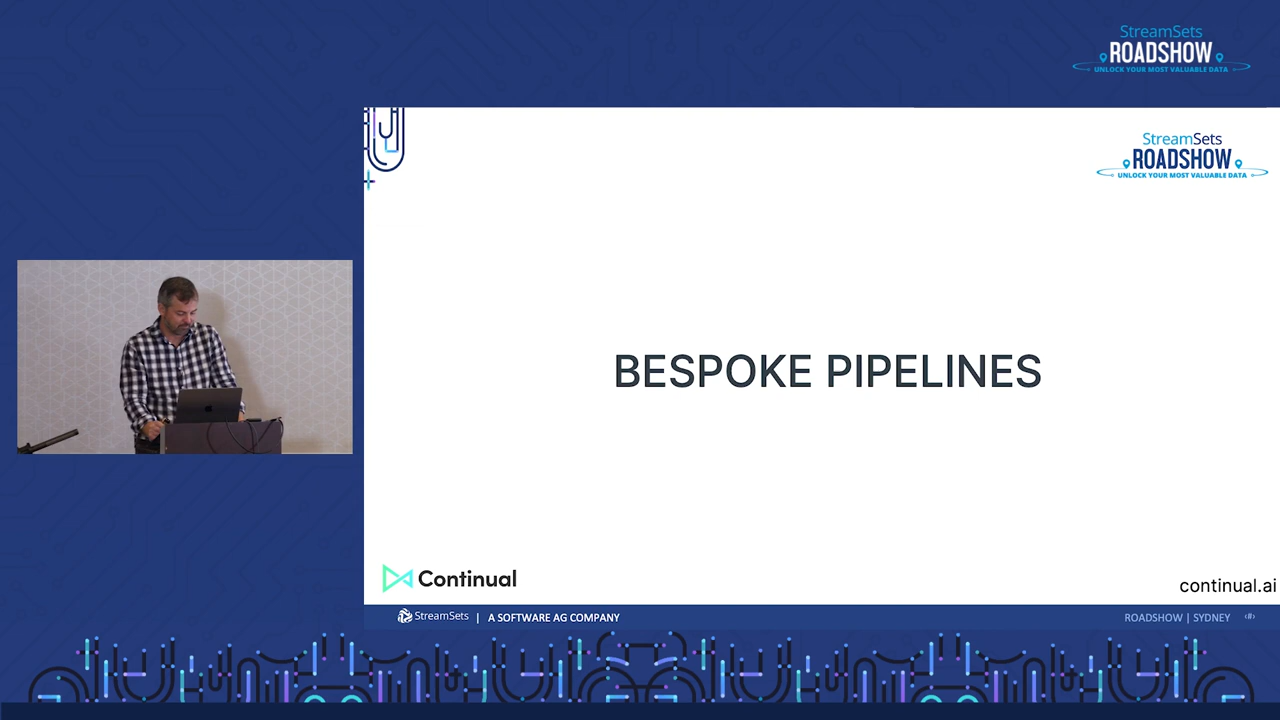 StreamSets
ROADSHOW
UNLOCK YOUR MOST VALUABLE DATA
StreamSets
ROADSHOW
UNLOCK YOUR MOST VALUABLE DATA
BESPOKE PIPELINES
Continual
continual.ai
StreamSets | A SOFTWARE AG COMPANY
ROADSHOW | SYDNEY ‹#›